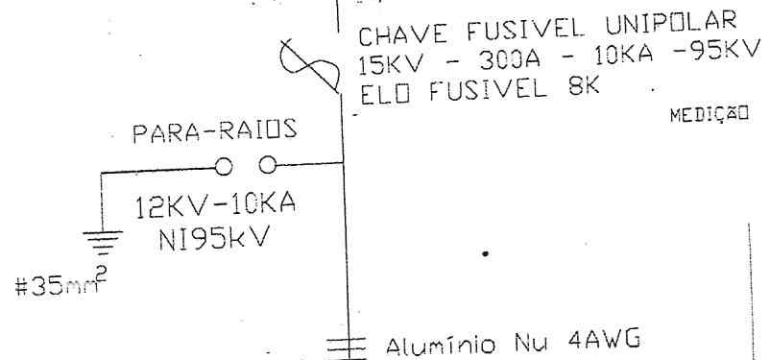 CHAVE FUSIVEL UNIPOLAR
15KV - 300A - 10KA -95KV
ELO FUSIVEL 8K
MEDIÇÃO
PARA-RAIOS
12KV-10KA
NI95kV
#35mm²
Alumínio Nu 4AWG